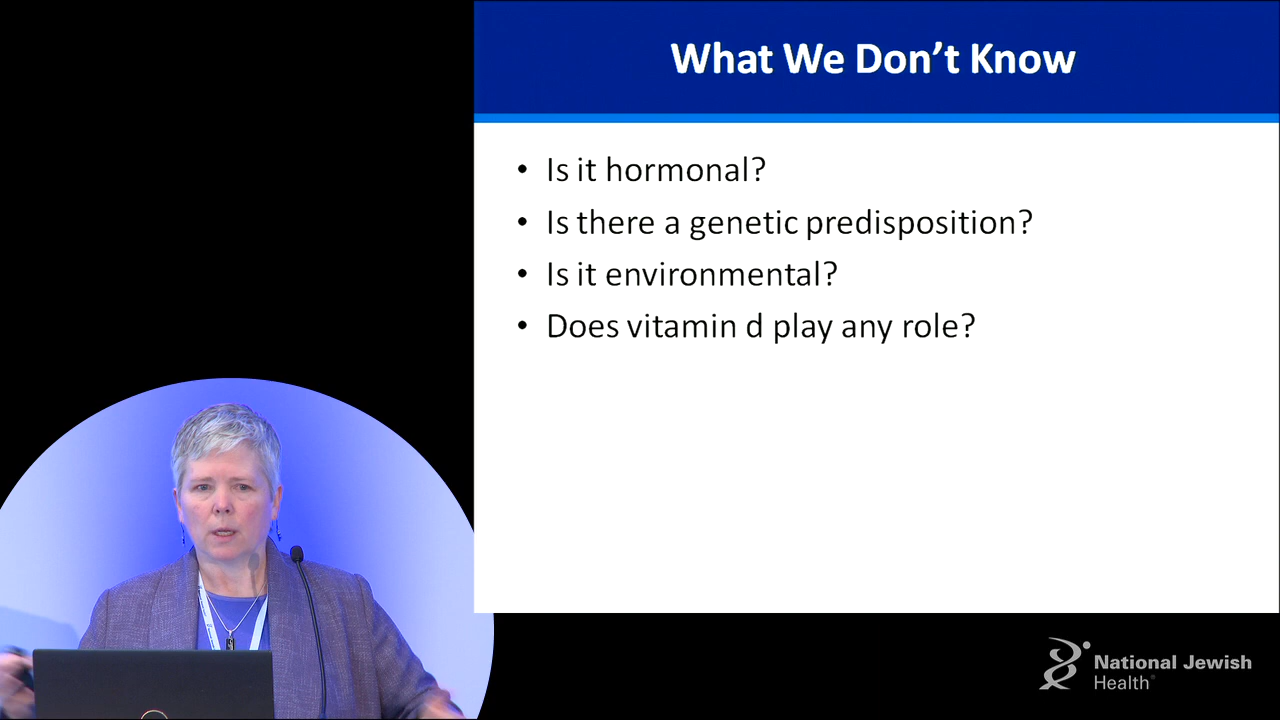 What We Don't Know
• Is it hormonal?
• Is there a genetic predisposition?
• Is it environmental?
• Does vitamin d play any role?
National Jewish
Health®